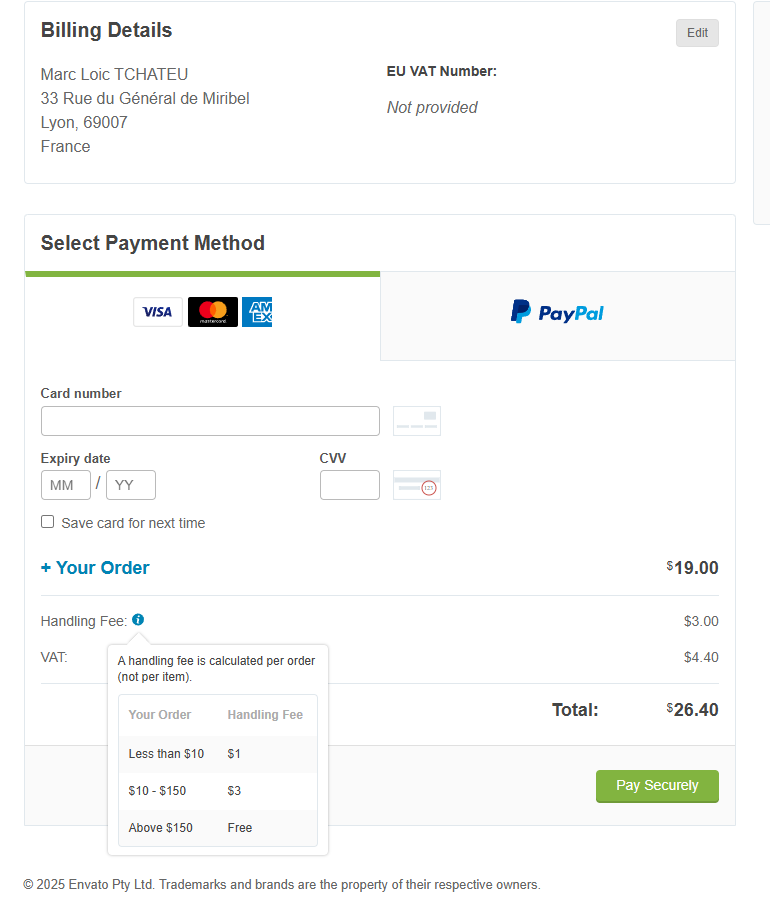 Billing Details
Edit
Marc Loic TCHATEU
33 Rue du Général de Miribel
Lyon, 69007
France
EU VAT Number:
Not provided
Select Payment Method
VISA
mastercard
AM
EX
PayPal
Card number
Expiry date
CVV
MM / YY
123
Save card for next time
+ Your Order $19.00
Handling Fee: i $3.00
VAT: $4.40
A handling fee is calculated per order
(not per item).
Your Order Handling Fee
Less than $10 $1
$10 - $150 $3
Above $150 Free
Total: $26.40
Pay Securely
© 2025 Envato Pty Ltd. Trademarks and brands are the property of their respective owners.